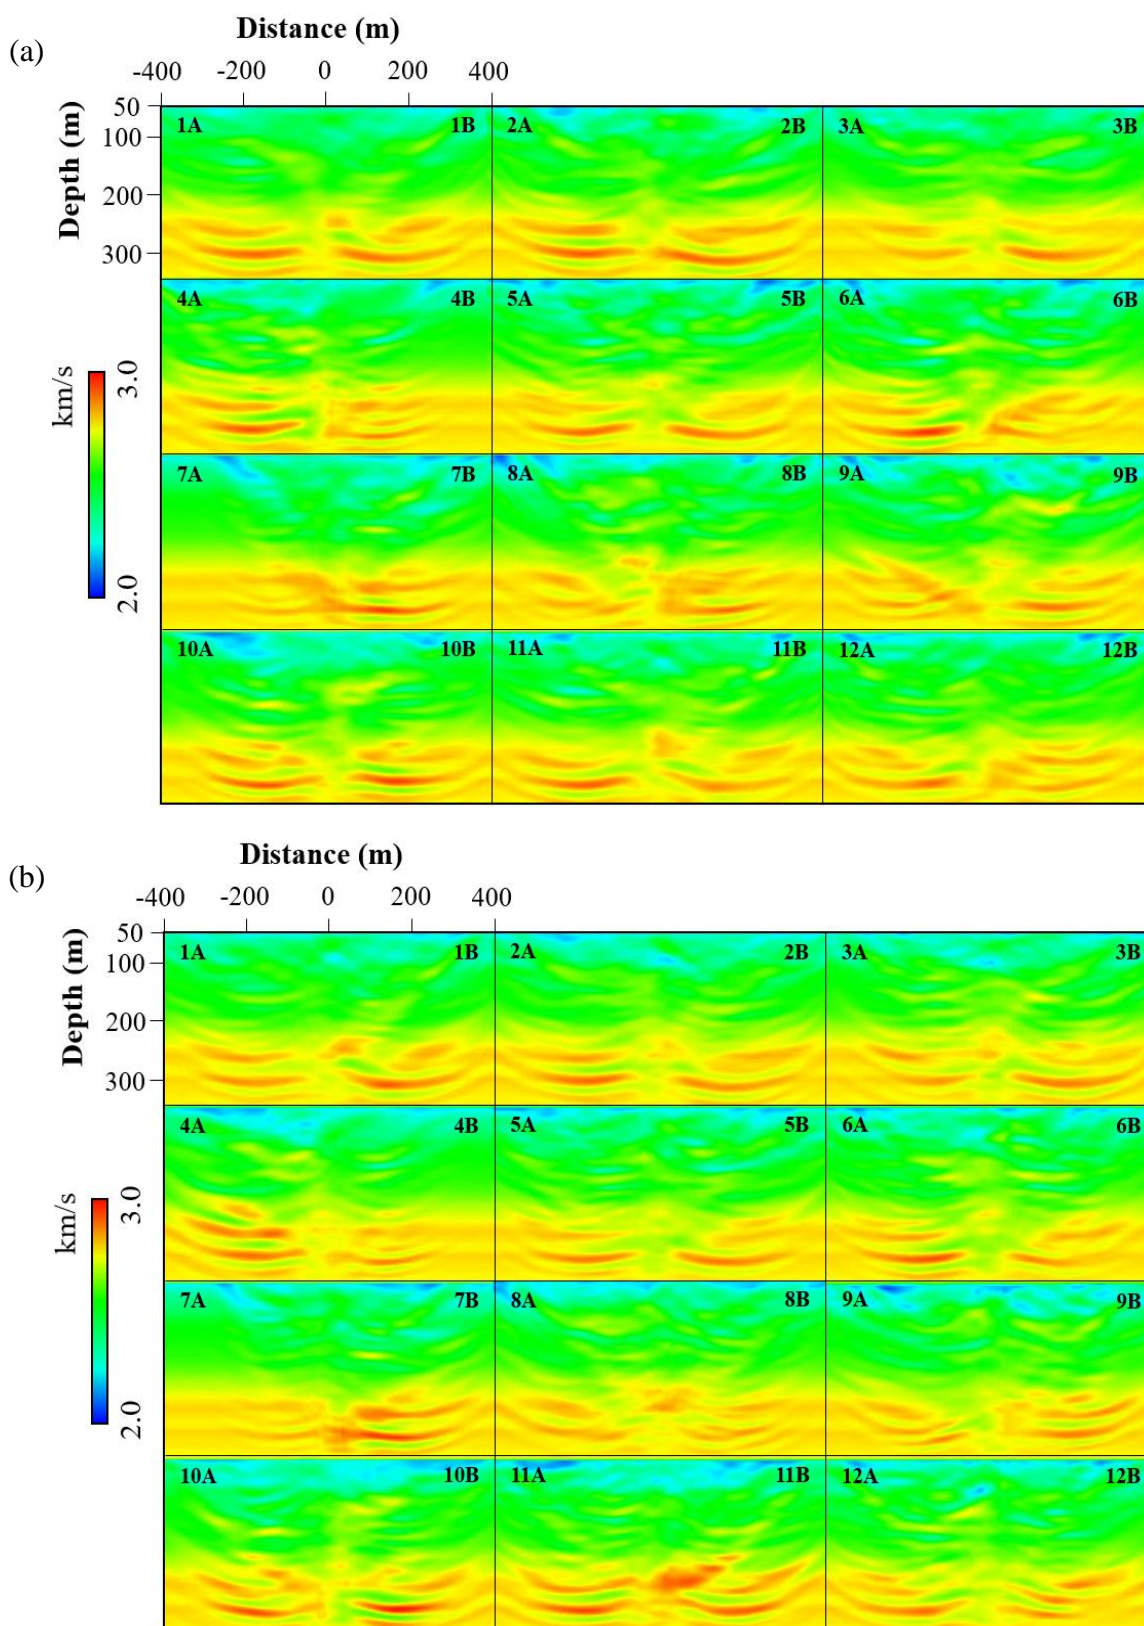 Distance (m)
(a)
-400 -200 0 200 400
Depth (m)
50
100
200
300
1A 1B 2A 2B 3A 3B
4A 4B 5A 5B 6A 6B
km/s
3.0
2.0
7A 7B 8A 8B 9A 9B
10A 10B 11A 11B 12A 12B
Distance (m)
(b)
-400 -200 0 200 400
Depth (m)
50
100
200
300
1A 1B 2A 2B 3A 3B
4A 4B 5A 5B 6A 6B
km/s
3.0
2.0
7A 7B 8A 8B 9A 9B
10A 10B 11A 11B 12A 12B